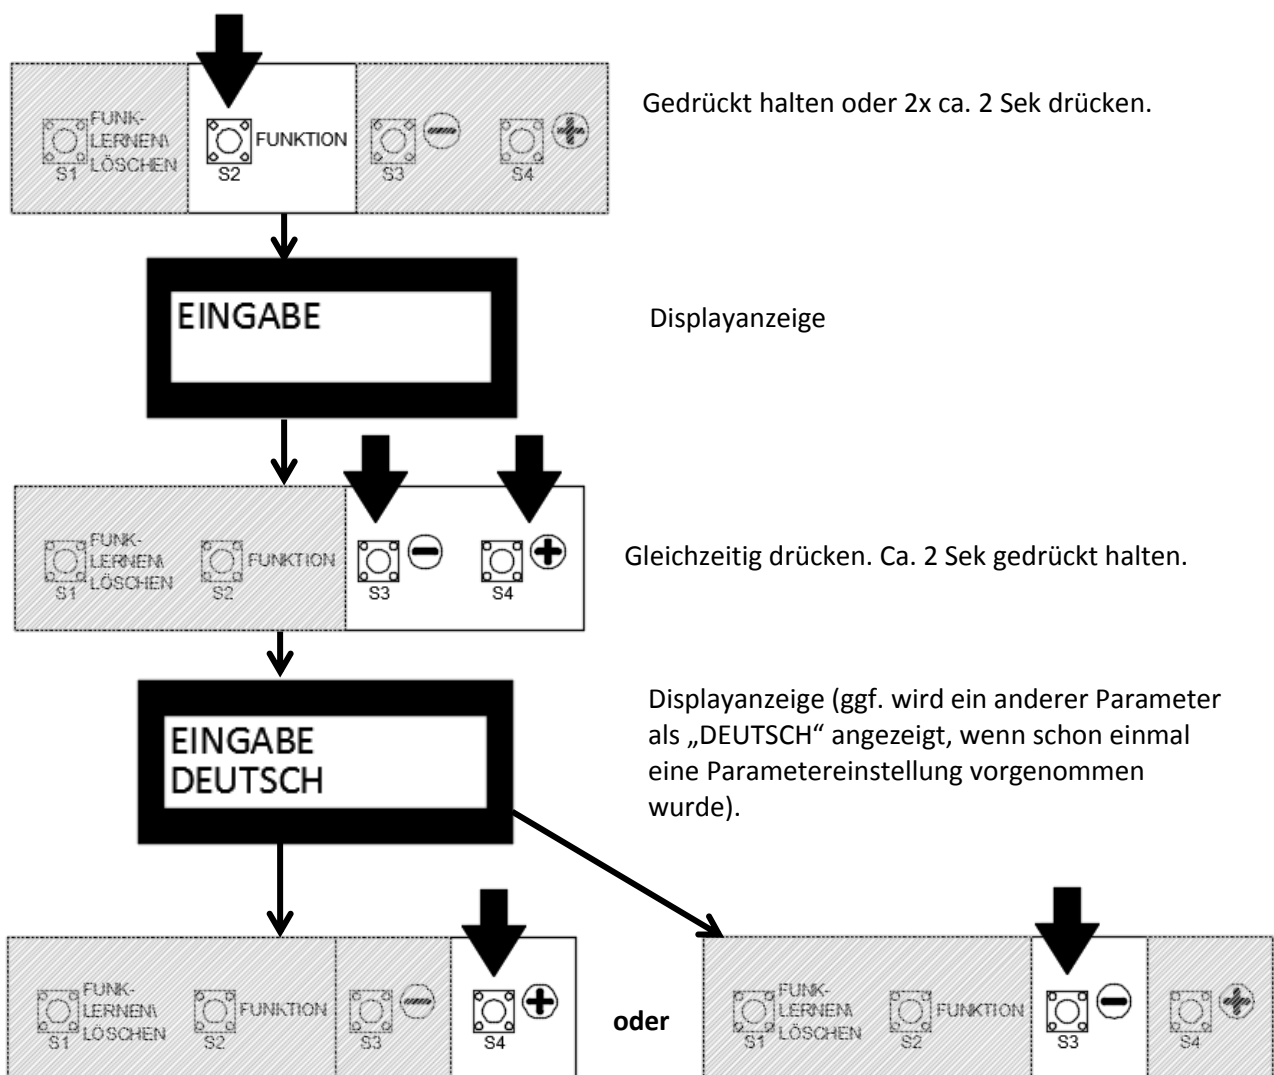 Gedrückt halten oder 2x ca. 2 Sek drücken.
FUNK-
LERNEN\
LÖSCHEN
S1
S2
FUNKTION
S3
S4
EINGABE
Displayanzeige
FUNK-
LERNEN\
LÖSCHEN
S1
S2
FUNKTION
S3
S4
Gleichzeitig drücken. Ca. 2 Sek gedrückt halten.
EINGABE
DEUTSCH
Displayanzeige (ggf. wird ein anderer Parameter
als „DEUTSCH“ angezeigt, wenn schon einmal
eine Parametereinstellung vorgenommen
wurde).
FUNK-
LERNEN\
LÖSCHEN
S1
S2
FUNKTION
S3
S4
oder
FUNK-
LERNEN\
LÖSCHEN
S1
S2
FUNKTION
S3
S4